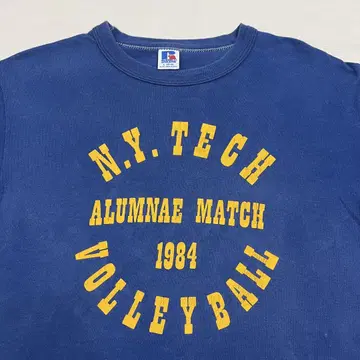 N.Y. TECH
ALUMNAE MATCH
1984
VOLLEYBALL